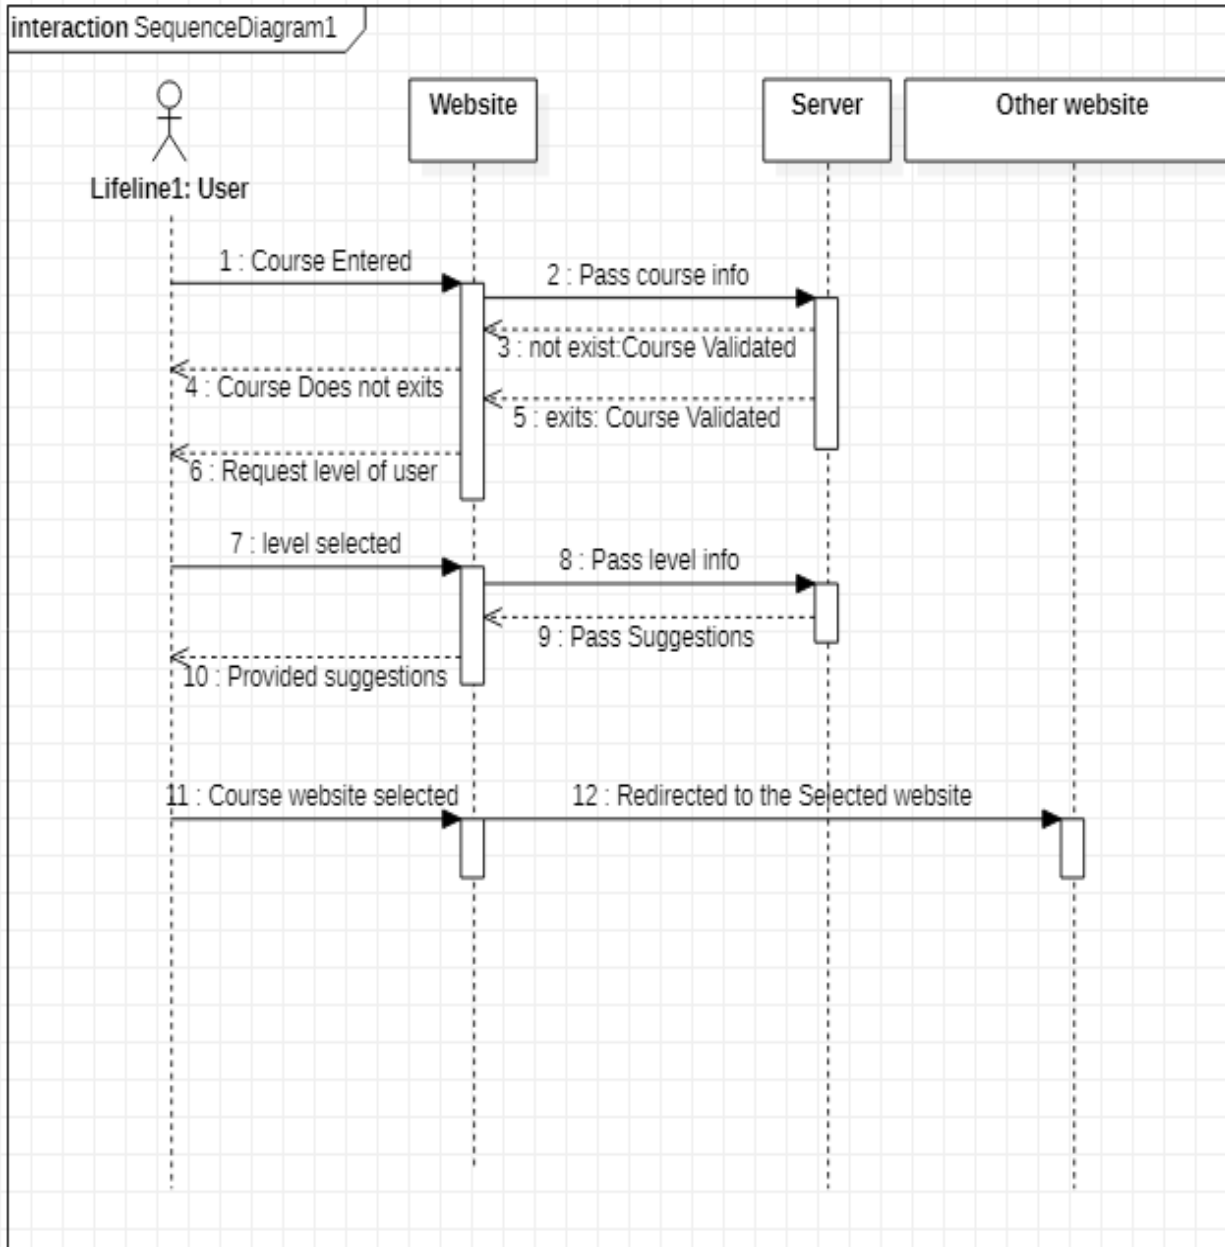 interaction SequenceDiagram1
Website
Server
Other website
Lifeline1: User
1 : Course Entered
2 : Pass course info
3 : not exist:Course Validated
4 : Course Does not exits
5 : exits: Course Validated
6 : Request level of user
7 : level selected
8 : Pass level info
9 : Pass Suggestions
10 : Provided suggestions
11 : Course website selected
12 : Redirected to the Selected website